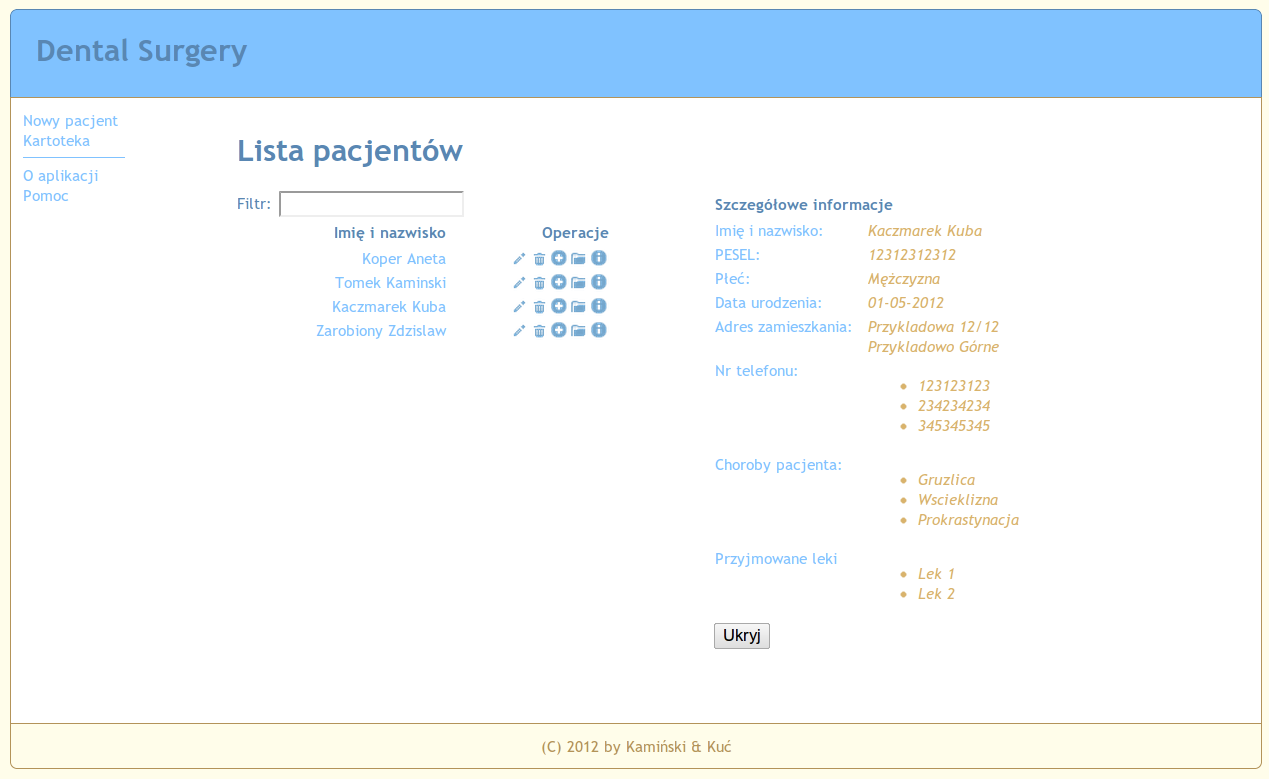 Dental Surgery
Nowy pacjent
Kartoteka
O aplikacji
Pomoc
Lista pacjentów
Filtr:
Imię i nazwisko Operacje
Koper Aneta
Tomek Kaminski
Kaczmarek Kuba
Zarobiony Zdzislaw
Szczegółowe informacje
Imię i nazwisko: Kaczmarek Kuba
PESEL: 12312312312
Płeć: Mężczyzna
Data urodzenia: 01-05-2012
Adres zamieszkania: Przykladowa 12/12
Przykladowo Górne
Nr telefonu:
123123123
234234234
345345345
Choroby pacjenta:
Gruzlica
Wscieklizna
Prokrastynacja
Przyjmowane leki
Lek 1
Lek 2
Ukryj
(C) 2012 by Kamiński & Kuć